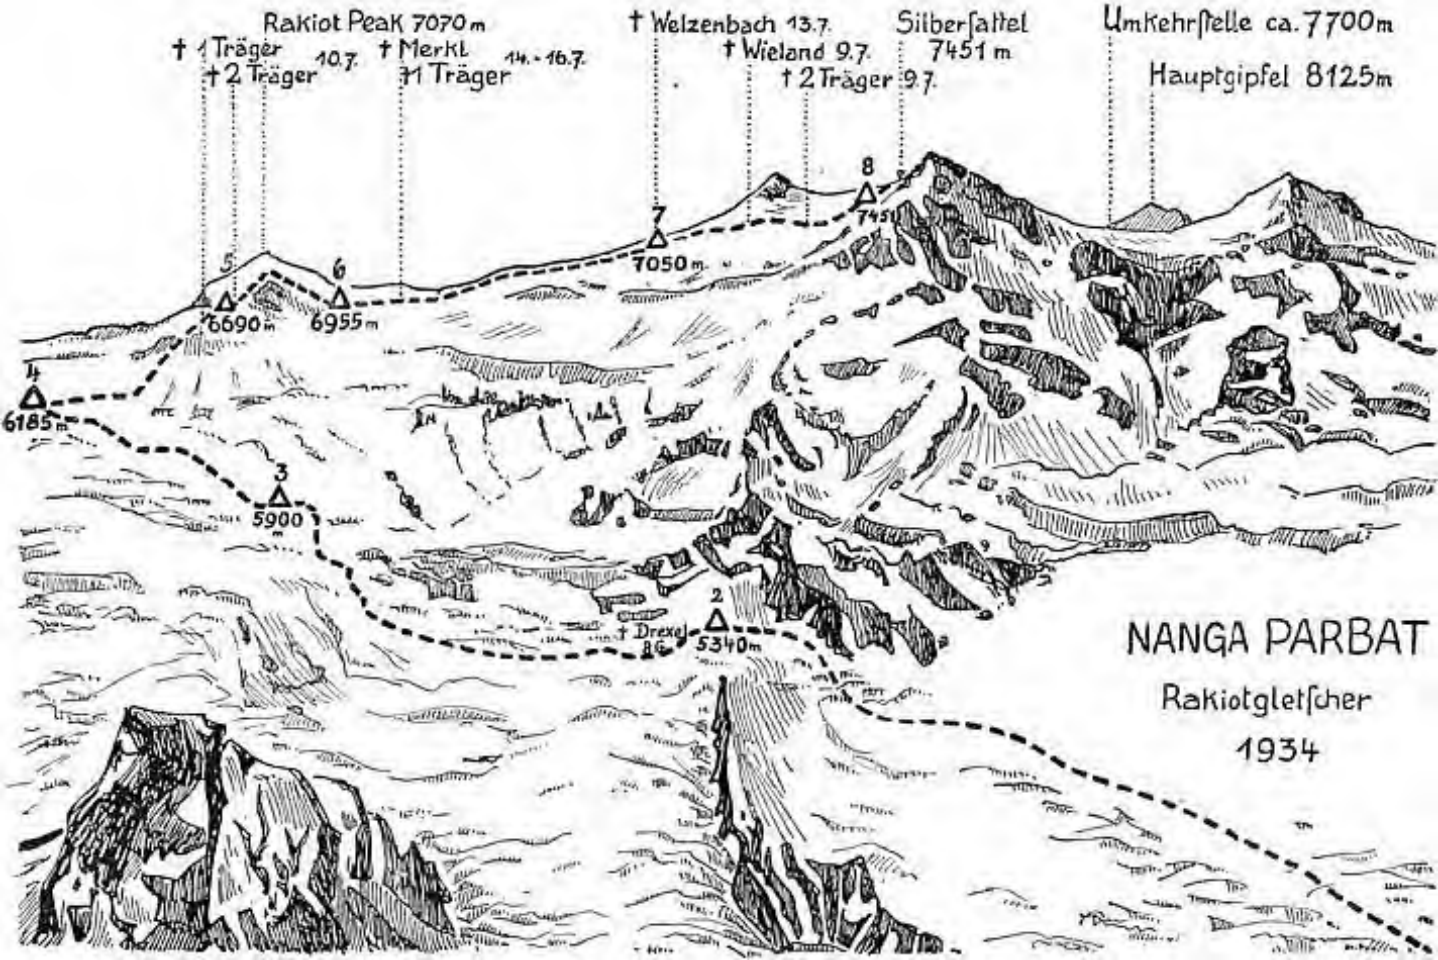 Rakiot Peak 7070 m
† 1 Träger
† 2 Träger 10.7.
† Merkl
† 1 Träger 14.-16.7.
† Welzenbach 13.7.
† Wieland 9.7.
† 2 Träger 9.7.
Silberſattel
7451 m
Umkehrſtelle ca. 7700 m
Hauptgipfel 8125 m
8
7451
7
7050 m
6
6955 m
5
6690 m
4
6185 m
3
5900
m
2
5340 m
† Drexel
8.6.
NANGA PARBAT
Rakiotgletſcher
1934